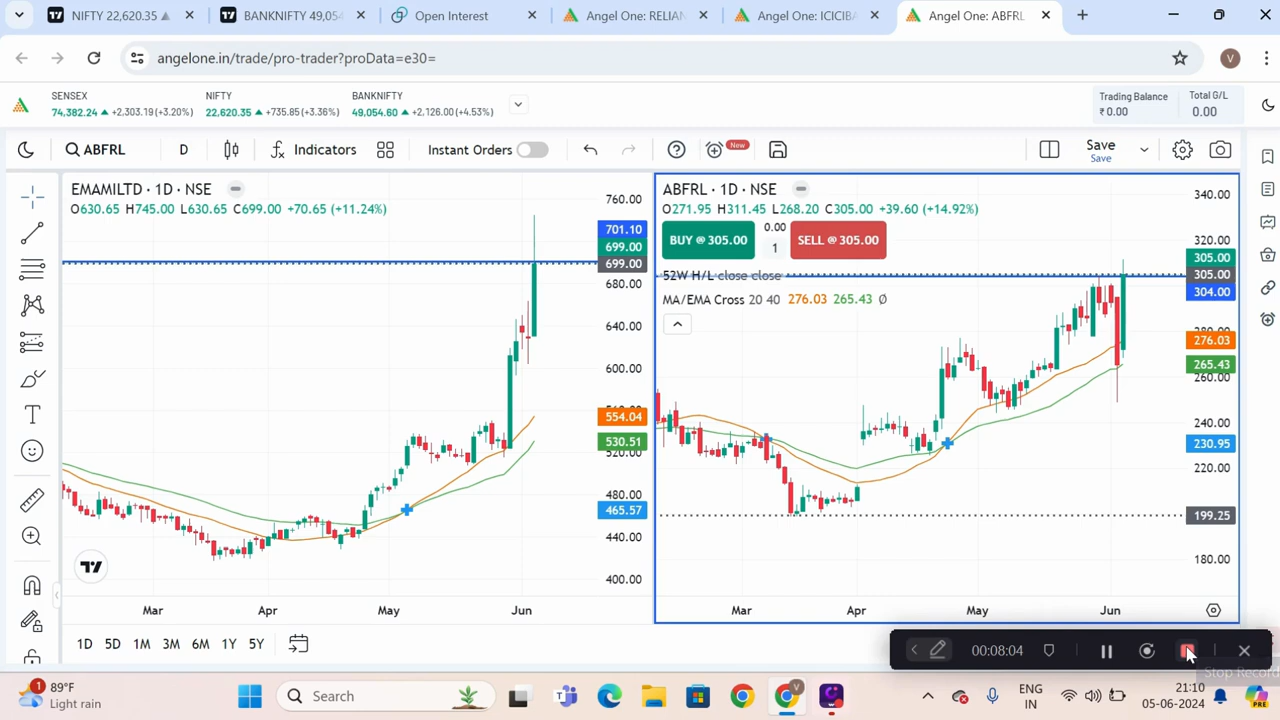 NIFTY 22,620.35
BANKNIFTY 49,054
Open Interest
Angel One: RELIAN
Angel One: ICICIBA
Angel One: ABFRL
angelone.in/trade/pro-trader?proData=e30=
V
SENSEX
74,382.24 +2,303.19 (+3.20%)
NIFTY
22,620.35 +735.85 (+3.36%)
BANKNIFTY
49,054.60 +2,126.00 (+4.53%)
Trading Balance
₹ 0.00
Total G/L
0.00
ABFRL
D
Indicators
Instant Orders
New
Save
Save
EMAMILTD · 1D · NSE
O630.65 H745.00 L630.65 C699.00 +70.65 (+11.24%)
760.00
701.10
699.00
699.00
680.00
640.00
600.00
554.04
530.51
520.00
480.00
465.57
440.00
400.00
Mar
Apr
May
Jun
ABFRL · 1D · NSE
O271.95 H311.45 L268.20 C305.00 +39.60 (+14.92%)
BUY @ 305.00
0.00
1
SELL @ 305.00
52W H/L close close
MA/EMA Cross 20 40 276.03 265.43 Ø
340.00
320.00
305.00
305.00
304.00
280.00
276.03
265.43
260.00
240.00
230.95
220.00
199.25
180.00
Mar
Apr
May
Jun
1D 5D 1M 3M 6M 1Y 5Y
00:08:04
Stop Record
1
89°F
Light rain
Search
V
ENG
IN
21:10
05-06-2024
PRE